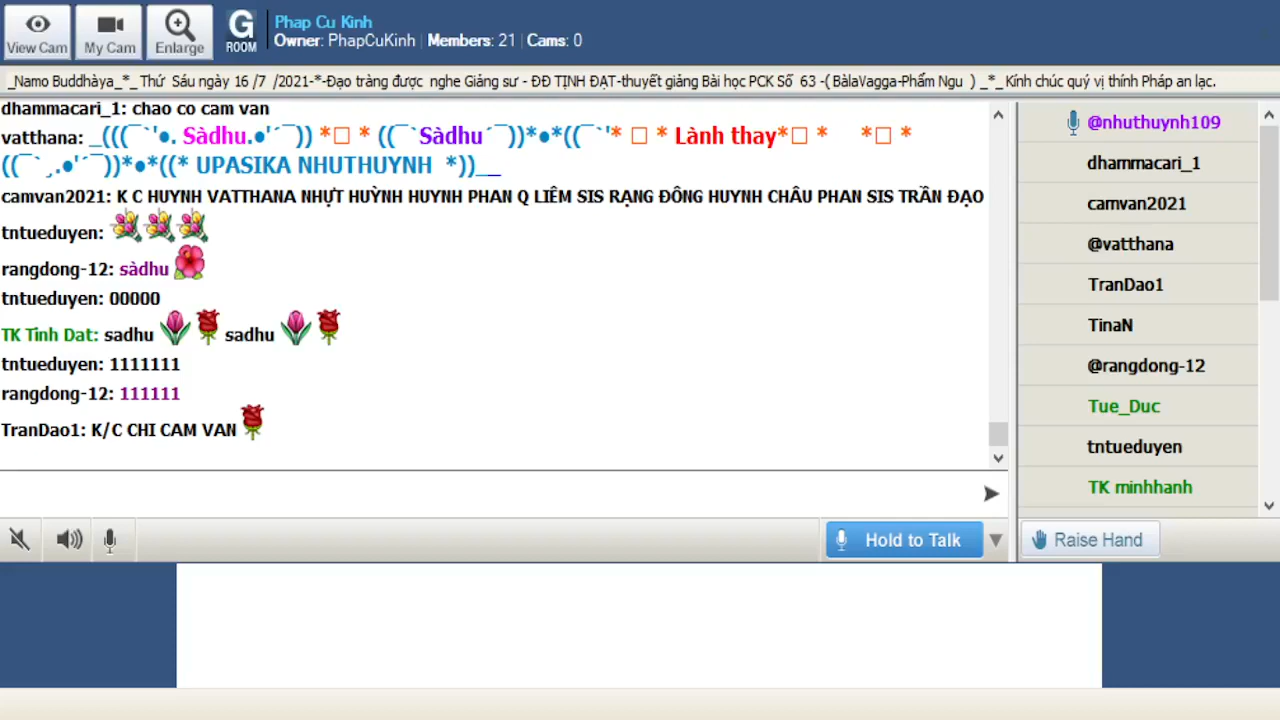 View Cam
My Cam
Enlarge
G
ROOM
Phap Cu Kinh
Owner: PhapCuKinh | Members: 21 | Cams: 0
_Namo Buddhàya_*_ Thứ Sáu ngày 16 /7 /2021-*-Đạo tràng được nghe Giảng sư - ĐĐ TỊNH ĐẠT-thuyết giảng Bài học PCK Số 63 -( BàlaVagga-Phẩm Ngu ) _*_ Kính chúc quý vị thính Pháp an lạc.
dhammacari_1: chao co cam van
vatthana: _(((¯`'●. Sàdhu.●'´¯)) *□ * ((¯`Sàdhu´¯))*●*((¯`'* □ * Lành thay*□ * *□ *
((¯`¸.●'´¯))*●*((* UPASIKA NHUTHUYNH *))__
camvan2021: K C HUYNH VATTHANA NHỰT HUỲNH HUYNH PHAN Q LIÊM SIS RẠNG ĐÔNG HUYNH CHÂU PHAN SIS TRẦN ĐẠO
tntueduyen:
rangdong-12: sàdhu
tntueduyen: 00000
TK Tinh Dat: sadhu sadhu
tntueduyen: 1111111
rangdong-12: 111111
TranDao1: K/C CHI CAM VAN
@nhuthuynh109
dhammacari_1
camvan2021
@vatthana
TranDao1
TinaN
@rangdong-12
Tue_Duc
tntueduyen
TK minhhanh
Hold to Talk
Raise Hand